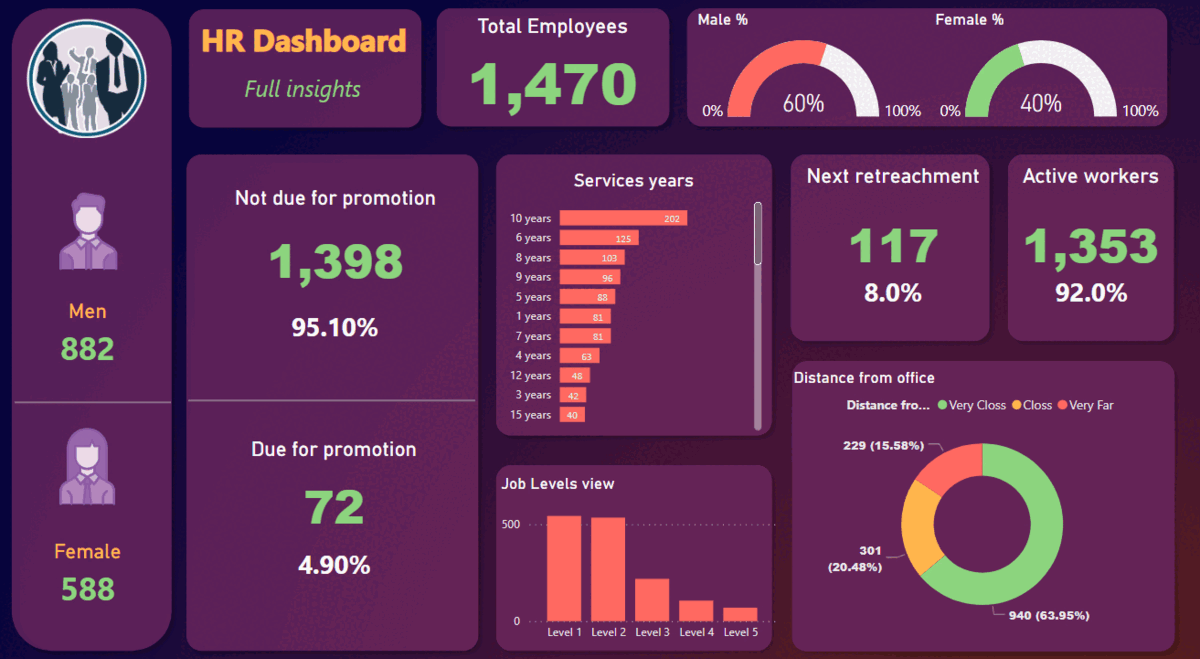 HR Dashboard
Full insights
Total Employees
1,470
Male %
0%
60%
100%
Female %
0%
40%
100%
Men
882
Female
588
Not due for promotion
1,398
95.10%
Due for promotion
72
4.90%
Services years
10 years 202
6 years 125
8 years 103
9 years 96
5 years 88
1 years 81
7 years 81
4 years 63
12 years 48
3 years 42
15 years 40
Job Levels view
500
0
Level 1 Level 2 Level 3 Level 4 Level 5
Next retreachment
117
8.0%
Active workers
1,353
92.0%
Distance from office
Distance fro... Very Closs Closs Very Far
229 (15.58%)
301
(20.48%)
940 (63.95%)